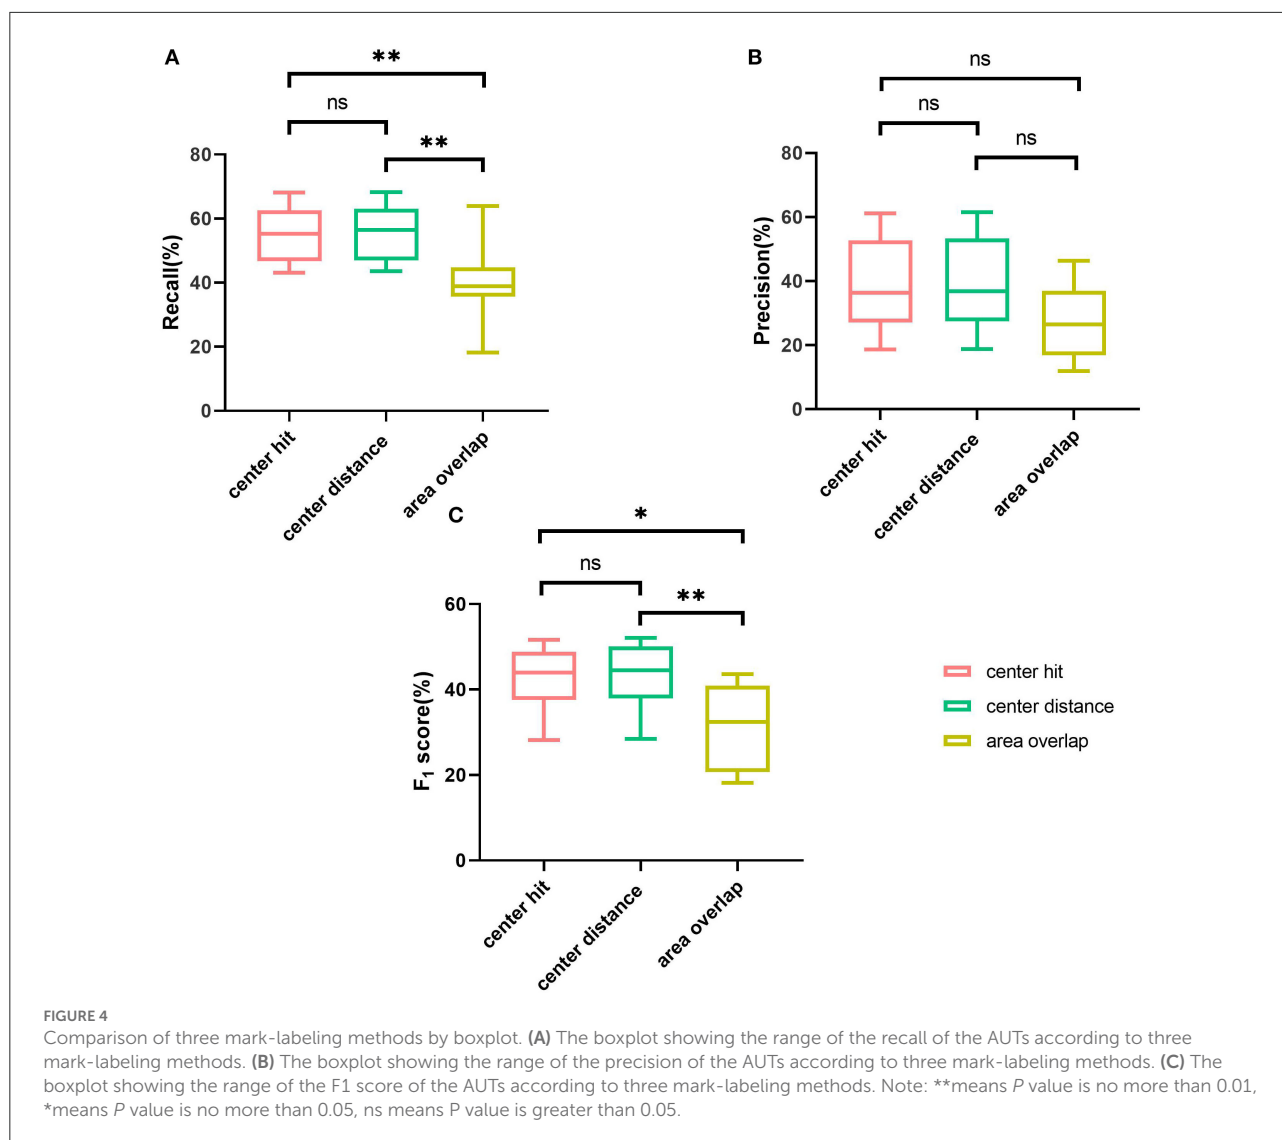 A
**
ns
**
Recall(%)
80
60
40
20
0
center hit
center distance
area overlap
B
ns
ns
ns
Precision(%)
80
60
40
20
0
center hit
center distance
area overlap
C
*
ns
**
F1 score(%)
60
40
20
0
center hit
center distance
area overlap
center hit
center distance
area overlap
FIGURE 4
Comparison of three mark-labeling methods by boxplot. (A) The boxplot showing the range of the recall of the AUTs according to three
mark-labeling methods. (B) The boxplot showing the range of the precision of the AUTs according to three mark-labeling methods. (C) The
boxplot showing the range of the F1 score of the AUTs according to three mark-labeling methods. Note: **means P value is no more than 0.01,
*means P value is no more than 0.05, ns means P value is greater than 0.05.